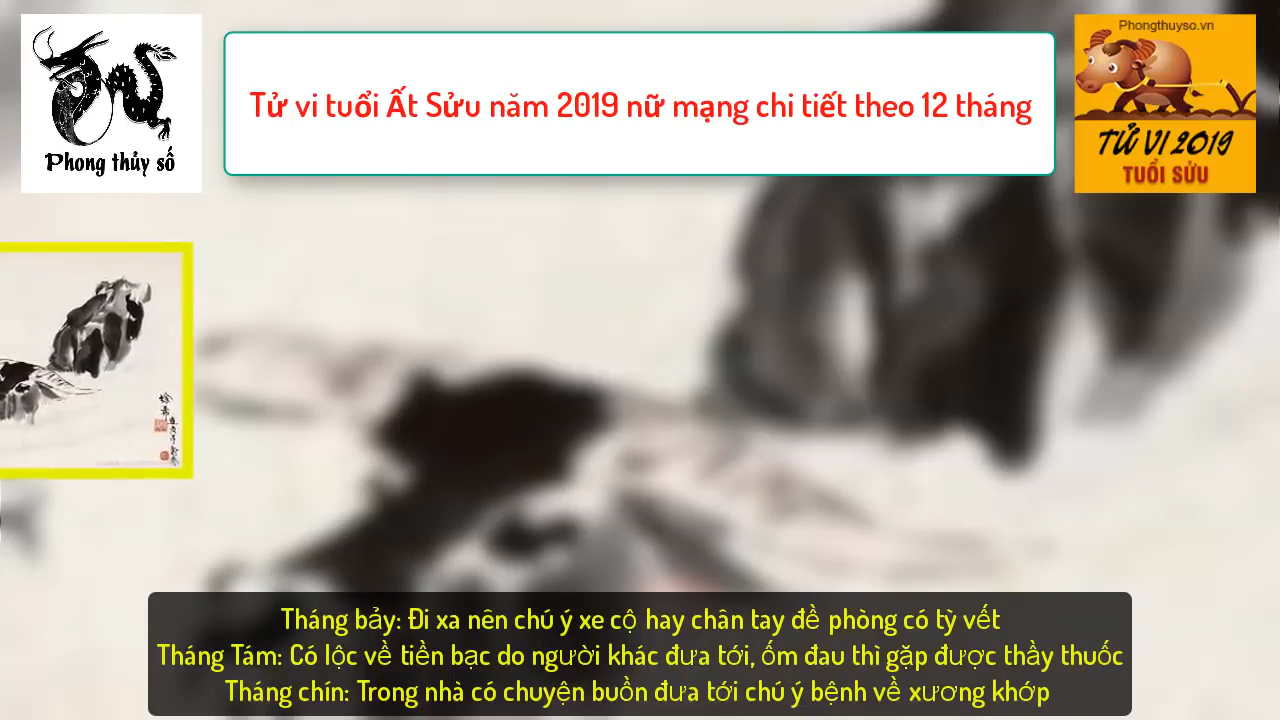 Phong thủy số
Tử vi tuổi Ất Sửu năm 2019 nữ mạng chi tiết theo 12 tháng
Phongthuyso.vn
TỬ VI 2019
TUỔI SỬU
Tháng bảy: Đi xa nên chú ý xe cộ hay chân tay đề phòng có tỳ vết
Tháng Tám: Có lộc về tiền bạc do người khác đưa tới, ốm đau thì gặp được thầy thuốc
Tháng chín: Trong nhà có chuyện buồn đưa tới chú ý bệnh về xương khớp